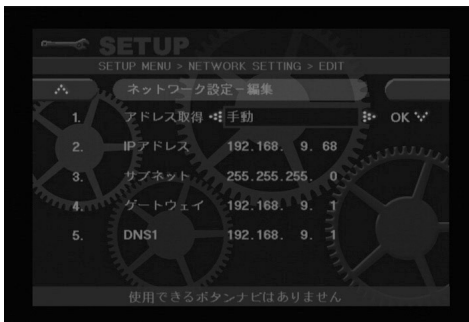 SETUP
SETUP MENU > NETWORK SETTING > EDIT
ネットワーク設定－編集
1. アドレス取得 手動 OK
2. IPアドレス 192.168. 9. 68
3. サブネット 255.255.255. 0
4. ゲートウェイ 192.168. 9. 1
5. DNS1 192.168. 9. 1
使用できるボタンナビはありません